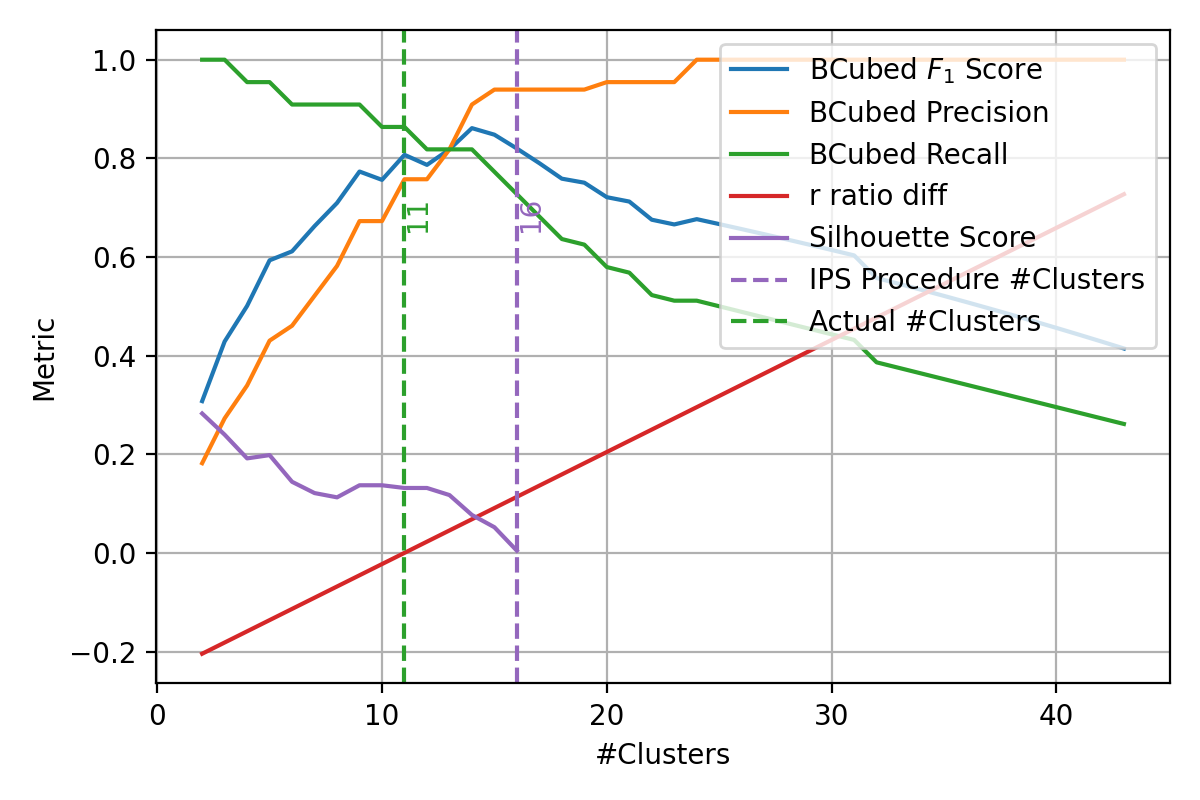 1.0
0.8
0.6
0.4
0.2
0.0
−0.2
Metric
0
10
20
30
40
#Clusters
11
16
BCubed F₁ Score
BCubed Precision
BCubed Recall
r ratio diff
Silhouette Score
IPS Procedure #Clusters
Actual #Clusters